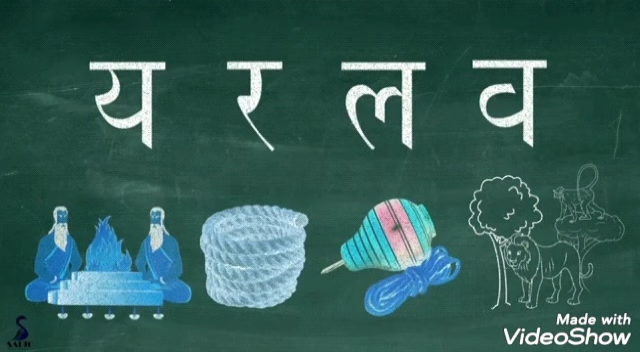 य र ल व
Made with
VideoShow